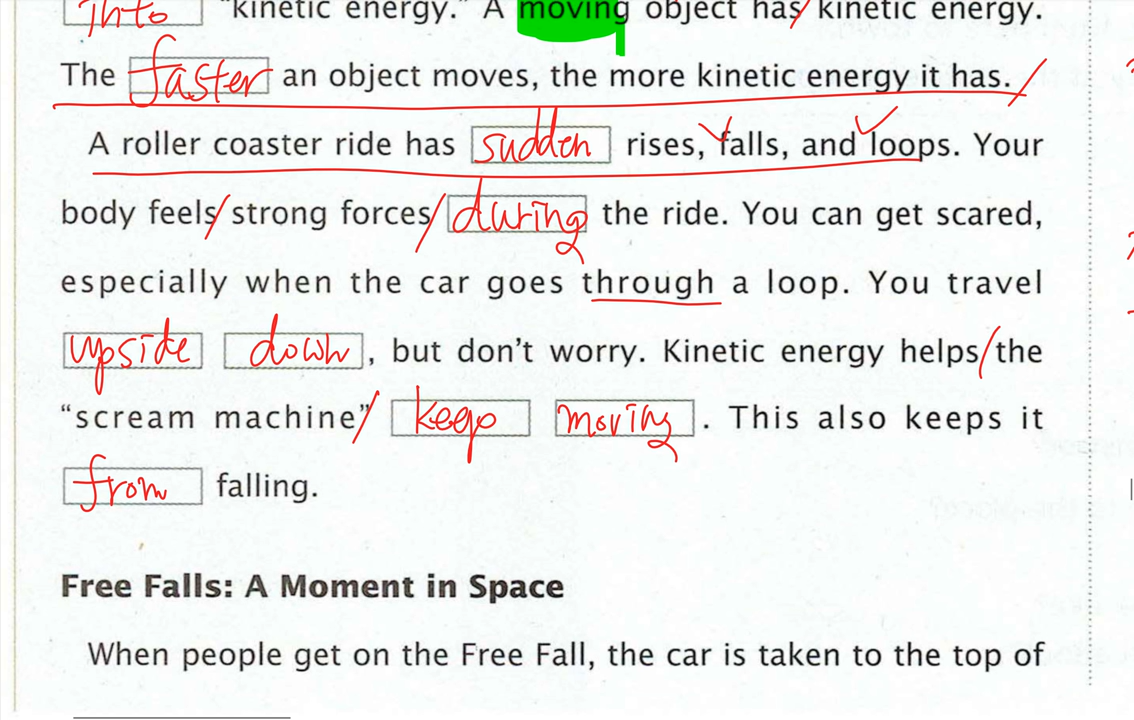 into "kinetic energy." A moving object has kinetic energy.
The faster an object moves, the more kinetic energy it has.
A roller coaster ride has sudden rises, falls, and loops. Your
body feels strong forces during the ride. You can get scared,
especially when the car goes through a loop. You travel
upside down, but don't worry. Kinetic energy helps the
"scream machine" keep moving. This also keeps it
from falling.
Free Falls: A Moment in Space
When people get on the Free Fall, the car is taken to the top of